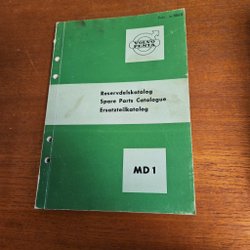 VOLVO
PENTA
Reservdelskatalog
Spare Parts Catalogue
Ersatzteilkatalog
MD 1